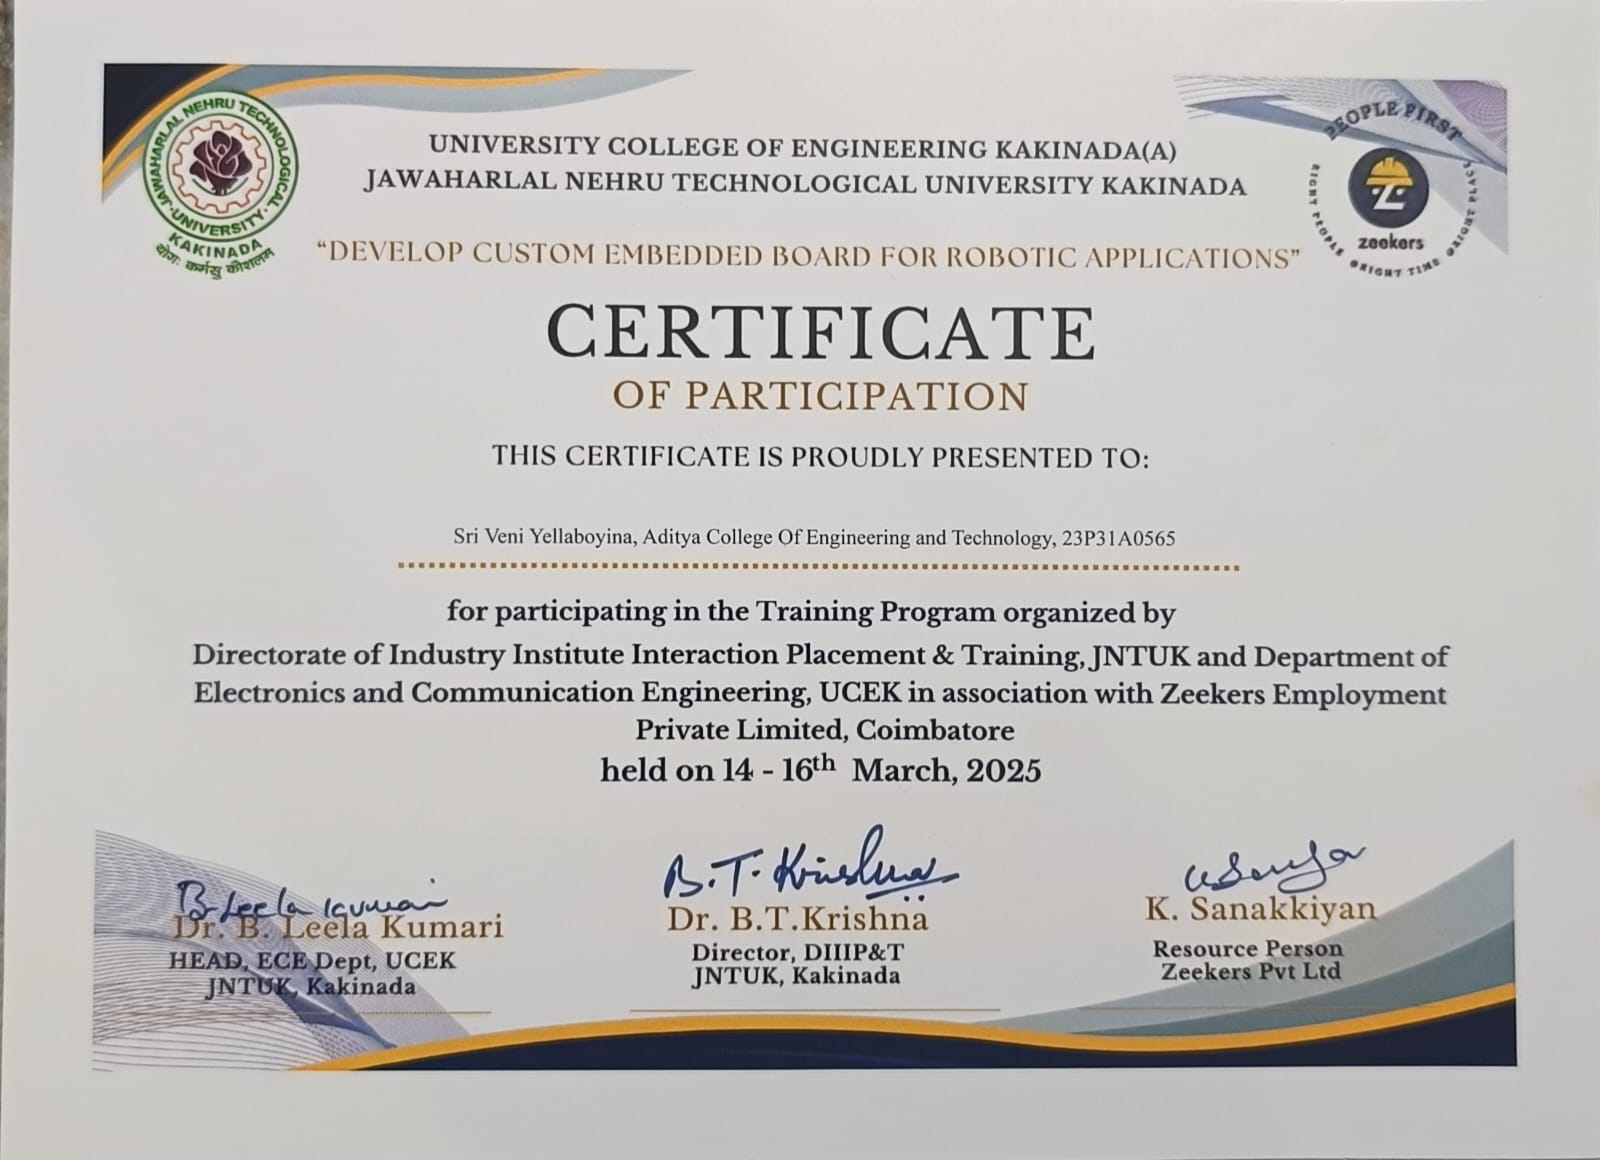 JAWAHARLAL NEHRU TECHNOLOGICAL
·UNIVERSITY·
KAKINADA
योगः कर्मसु कौशलम्
UNIVERSITY COLLEGE OF ENGINEERING KAKINADA(A)
JAWAHARLAL NEHRU TECHNOLOGICAL UNIVERSITY KAKINADA
PEOPLE FIRST
RIGHT PEOPLE
RIGHT TIME
RIGHT PLACE
Z
zeekers
“DEVELOP CUSTOM EMBEDDED BOARD FOR ROBOTIC APPLICATIONS”
CERTIFICATE
OF PARTICIPATION
THIS CERTIFICATE IS PROUDLY PRESENTED TO:
Sri Veni Yellaboyina, Aditya College Of Engineering and Technology, 23P31A0565
for participating in the Training Program organized by
Directorate of Industry Institute Interaction Placement & Training, JNTUK and Department of
Electronics and Communication Engineering, UCEK in association with Zeekers Employment
Private Limited, Coimbatore
held on 14 - 16th March, 2025
B. Leela Kumari
Dr. B. Leela Kumari
HEAD, ECE Dept, UCEK
JNTUK, Kakinada
B.T. Krishna
Dr. B.T.Krishna
Director, DIIIP&T
JNTUK, Kakinada
K. Sanakkiyan
Resource Person
Zeekers Pvt Ltd